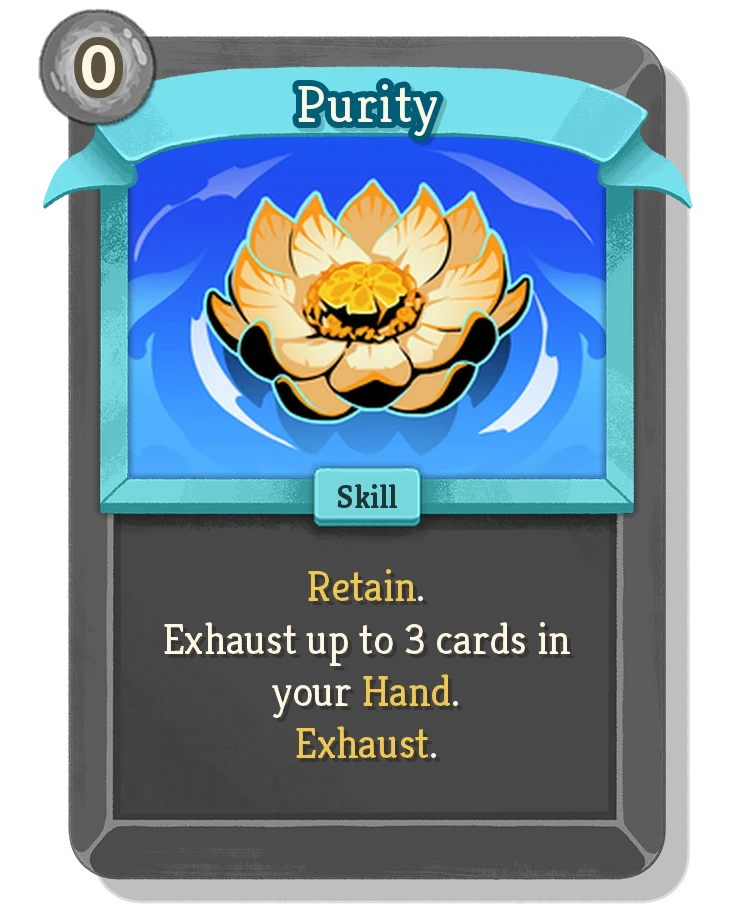 0
Purity
Skill
Retain.
Exhaust up to 3 cards in
your Hand.
Exhaust.